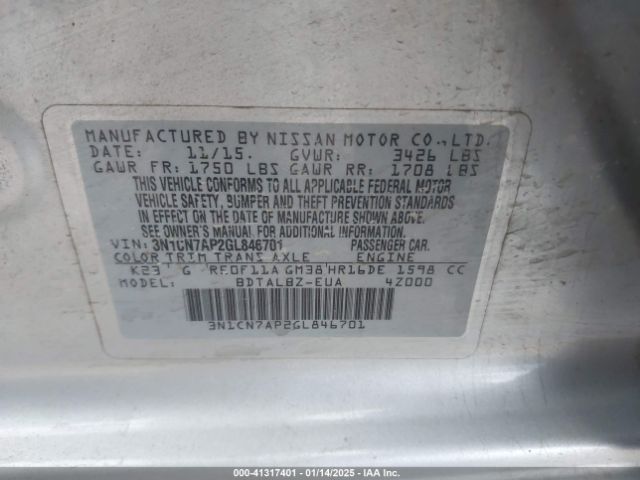 MANUFACTURED BY NISSAN MOTOR CO.,LTD.
DATE: 11/15. GVWR: 3426 LBS
GAWR FR: 1750 LBS GAWR RR: 1708 LBS
THIS VEHICLE CONFORMS TO ALL APPLICABLE FEDERAL MOTOR
VEHICLE SAFETY, BUMPER AND THEFT PREVENTION STANDARDS
IN EFFECT ON THE DATE OF MANUFACTURE SHOWN ABOVE.
SEE OWNER'S MANUAL FOR ADDITIONAL INFORMATION.
VIN: 3N1CN7AP2GL846701 PASSENGER CAR.
COLOR TRIM TRANS AXLE ENGINE
K23 G RE0F11A GM38 HR16DE 1598 CC
MODEL: BDTALBZ-EUA 4Z000
3N1CN7AP2GL846701
000-41317401 - 01/14/2025 - IAA Inc.